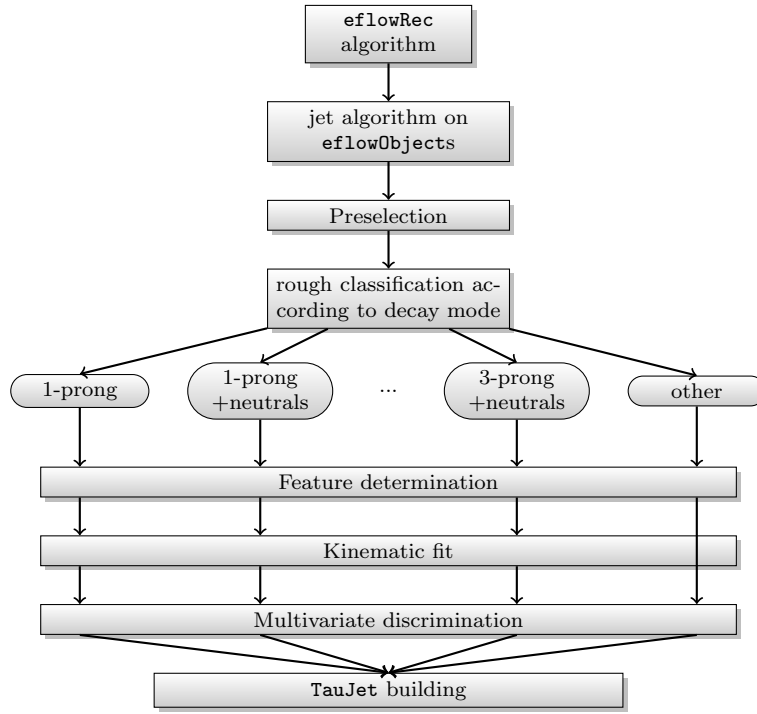 eflowRec
algorithm
jet algorithm on
eflowObjects
Preselection
rough classification ac-
cording to decay mode
1-prong
1-prong
+neutrals
...
3-prong
+neutrals
other
Feature determination
Kinematic fit
Multivariate discrimination
TauJet building